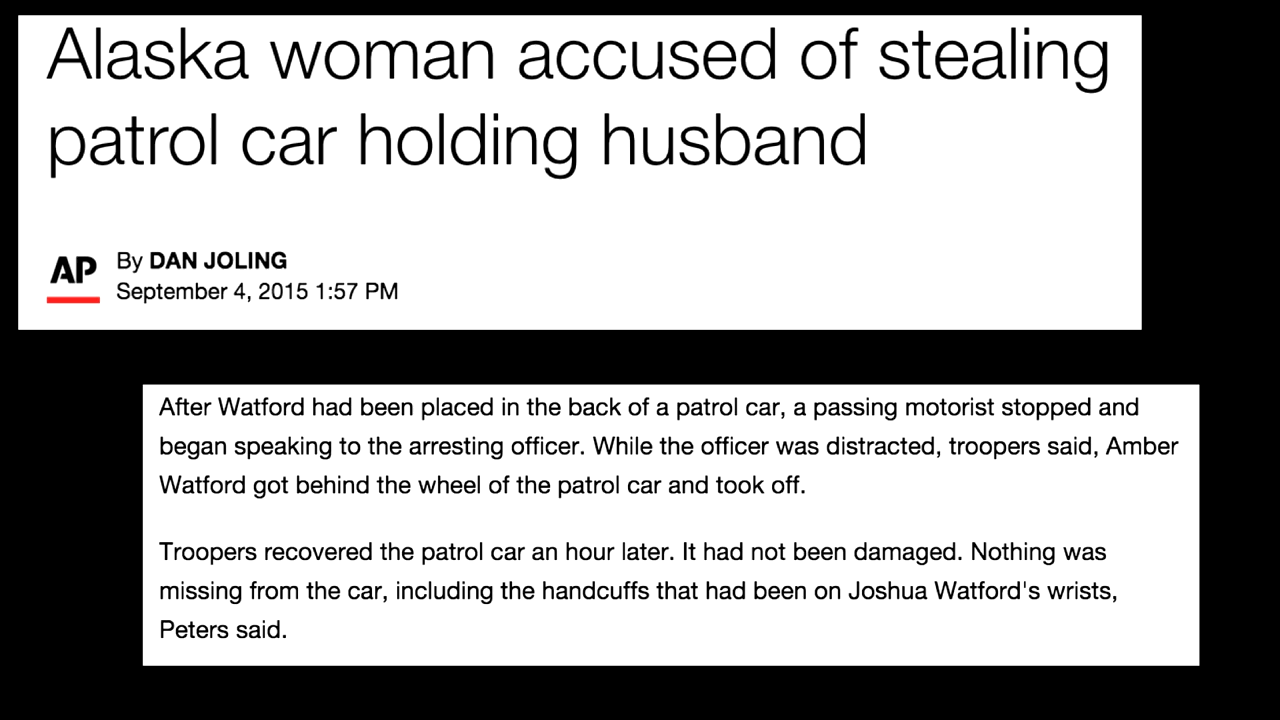 Alaska woman accused of stealing
patrol car holding husband
AP
By DAN JOLING
September 4, 2015 1:57 PM
After Watford had been placed in the back of a patrol car, a passing motorist stopped and
began speaking to the arresting officer. While the officer was distracted, troopers said, Amber
Watford got behind the wheel of the patrol car and took off.
Troopers recovered the patrol car an hour later. It had not been damaged. Nothing was
missing from the car, including the handcuffs that had been on Joshua Watford's wrists,
Peters said.